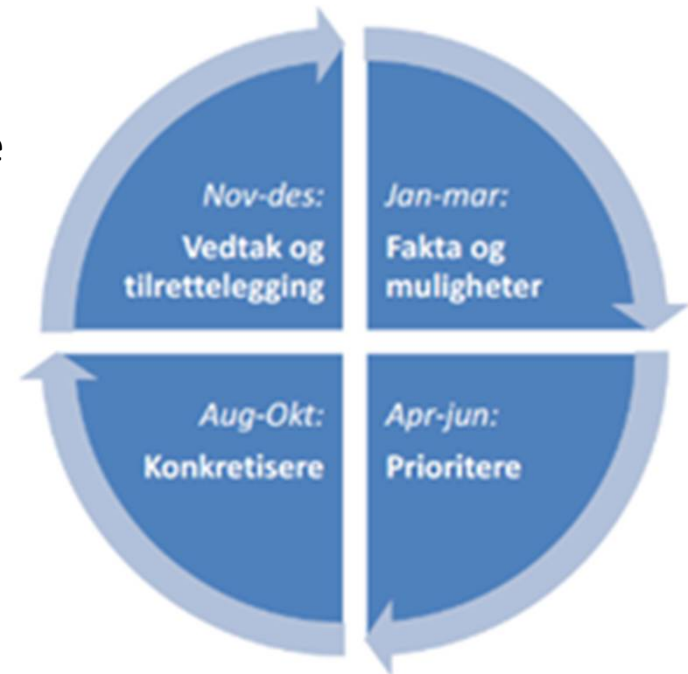 e
Nov-des:
Vedtak og
tilrettelegging
Jan-mar:
Fakta og
muligheter
Aug-Okt:
Konkretisere
Apr-jun:
Prioritere